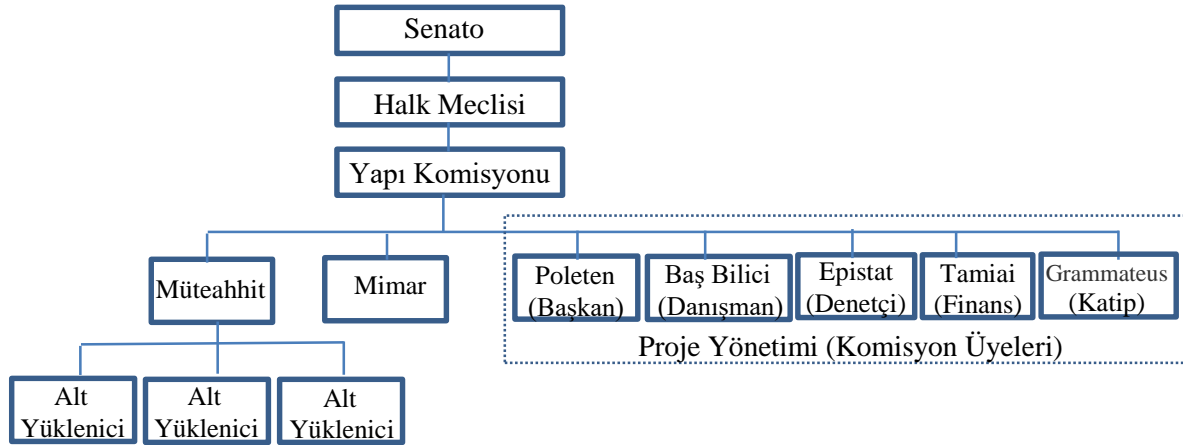 Senato
Halk Meclisi
Yapı Komisyonu
Müteahhit
Mimar
Poleten
(Başkan)
Baş Bilici
(Danışman)
Epistat
(Denetçi)
Tamiai
(Finans)
Grammateus
(Katip)
Proje Yönetimi (Komisyon Üyeleri)
Alt
Yüklenici
Alt
Yüklenici
Alt
Yüklenici